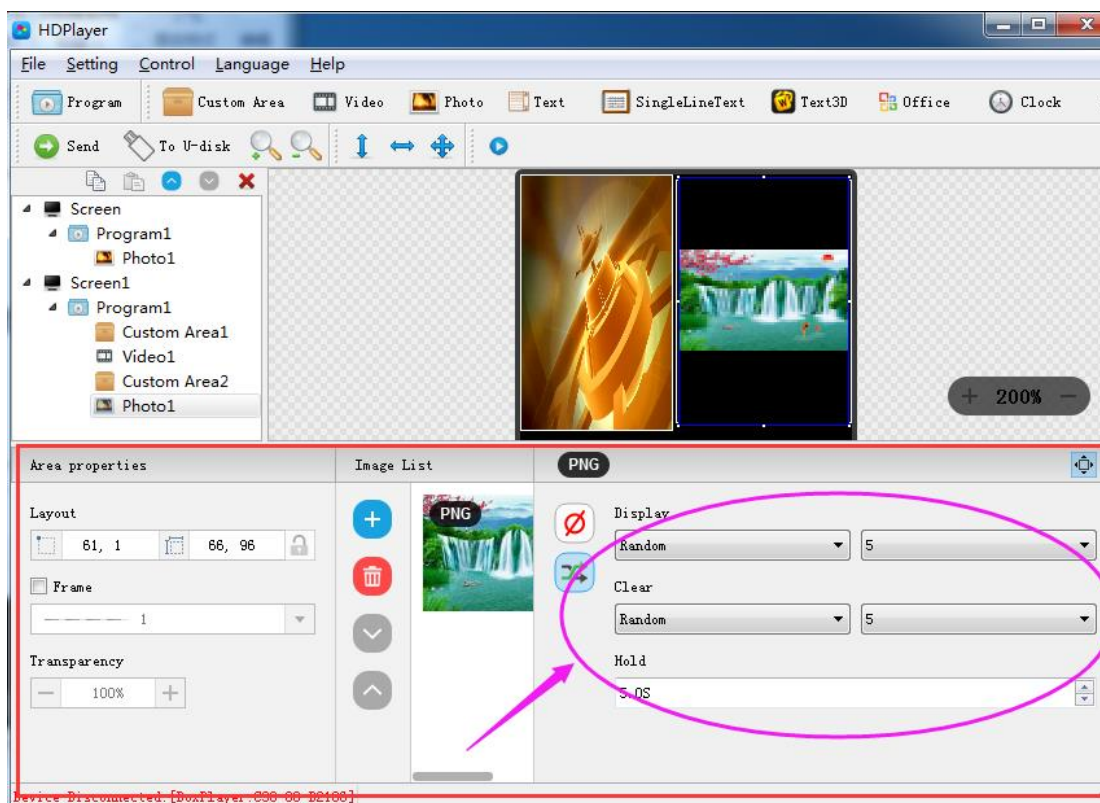 HDPlayer
File Setting Control Language Help
Program Custom Area Video Photo Text SingleLineText Text3D Office Clock
Send To U-disk
Screen
Program1
Photo1
Screen1
Program1
Custom Area1
Video1
Custom Area2
Photo1
+ 200% −
Area properties Image List PNG
Layout PNG Display
61, 1 66, 96 Random 5
Frame Clear
1 Random 5
Transparency Hold
− 100% + 5.0S
Device Disconnected.